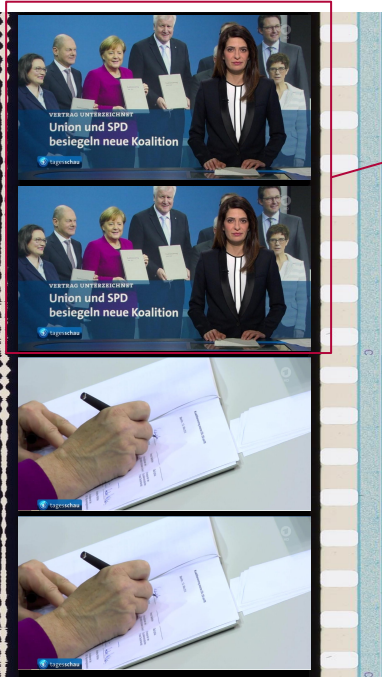 VERTRAG UNTERZEICHNET
Union und SPD
besiegeln neue Koalition
tagesschau
VERTRAG UNTERZEICHNET
Union und SPD
besiegeln neue Koalition
tagesschau
tagesschau
tagesschau